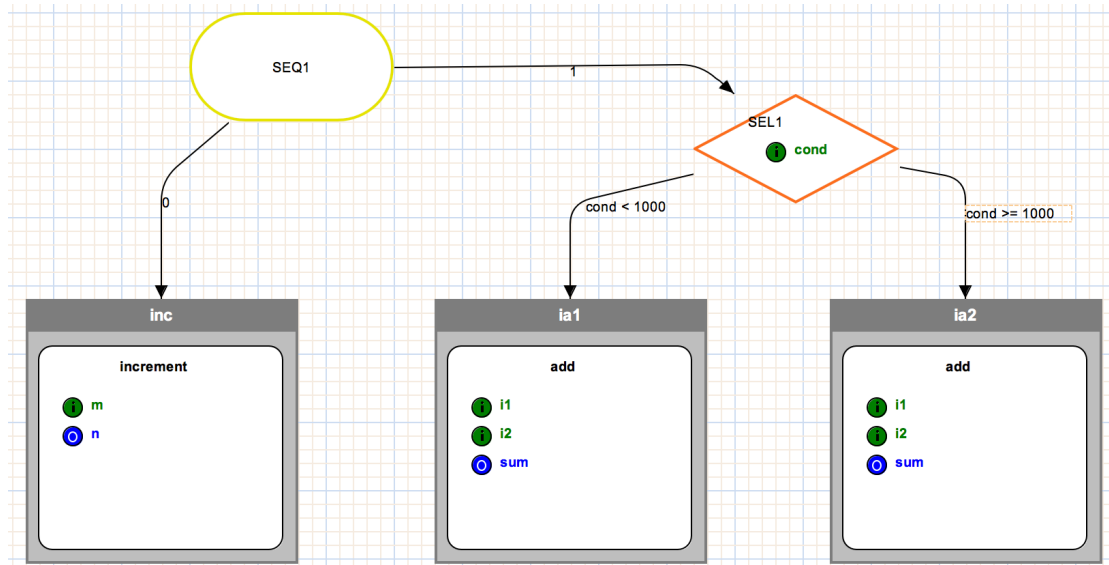 SEQ1
1
SEL1
i cond
0
cond < 1000
cond >= 1000
inc
increment
i m
O n
ia1
add
i i1
i i2
O sum
ia2
add
i i1
i i2
O sum